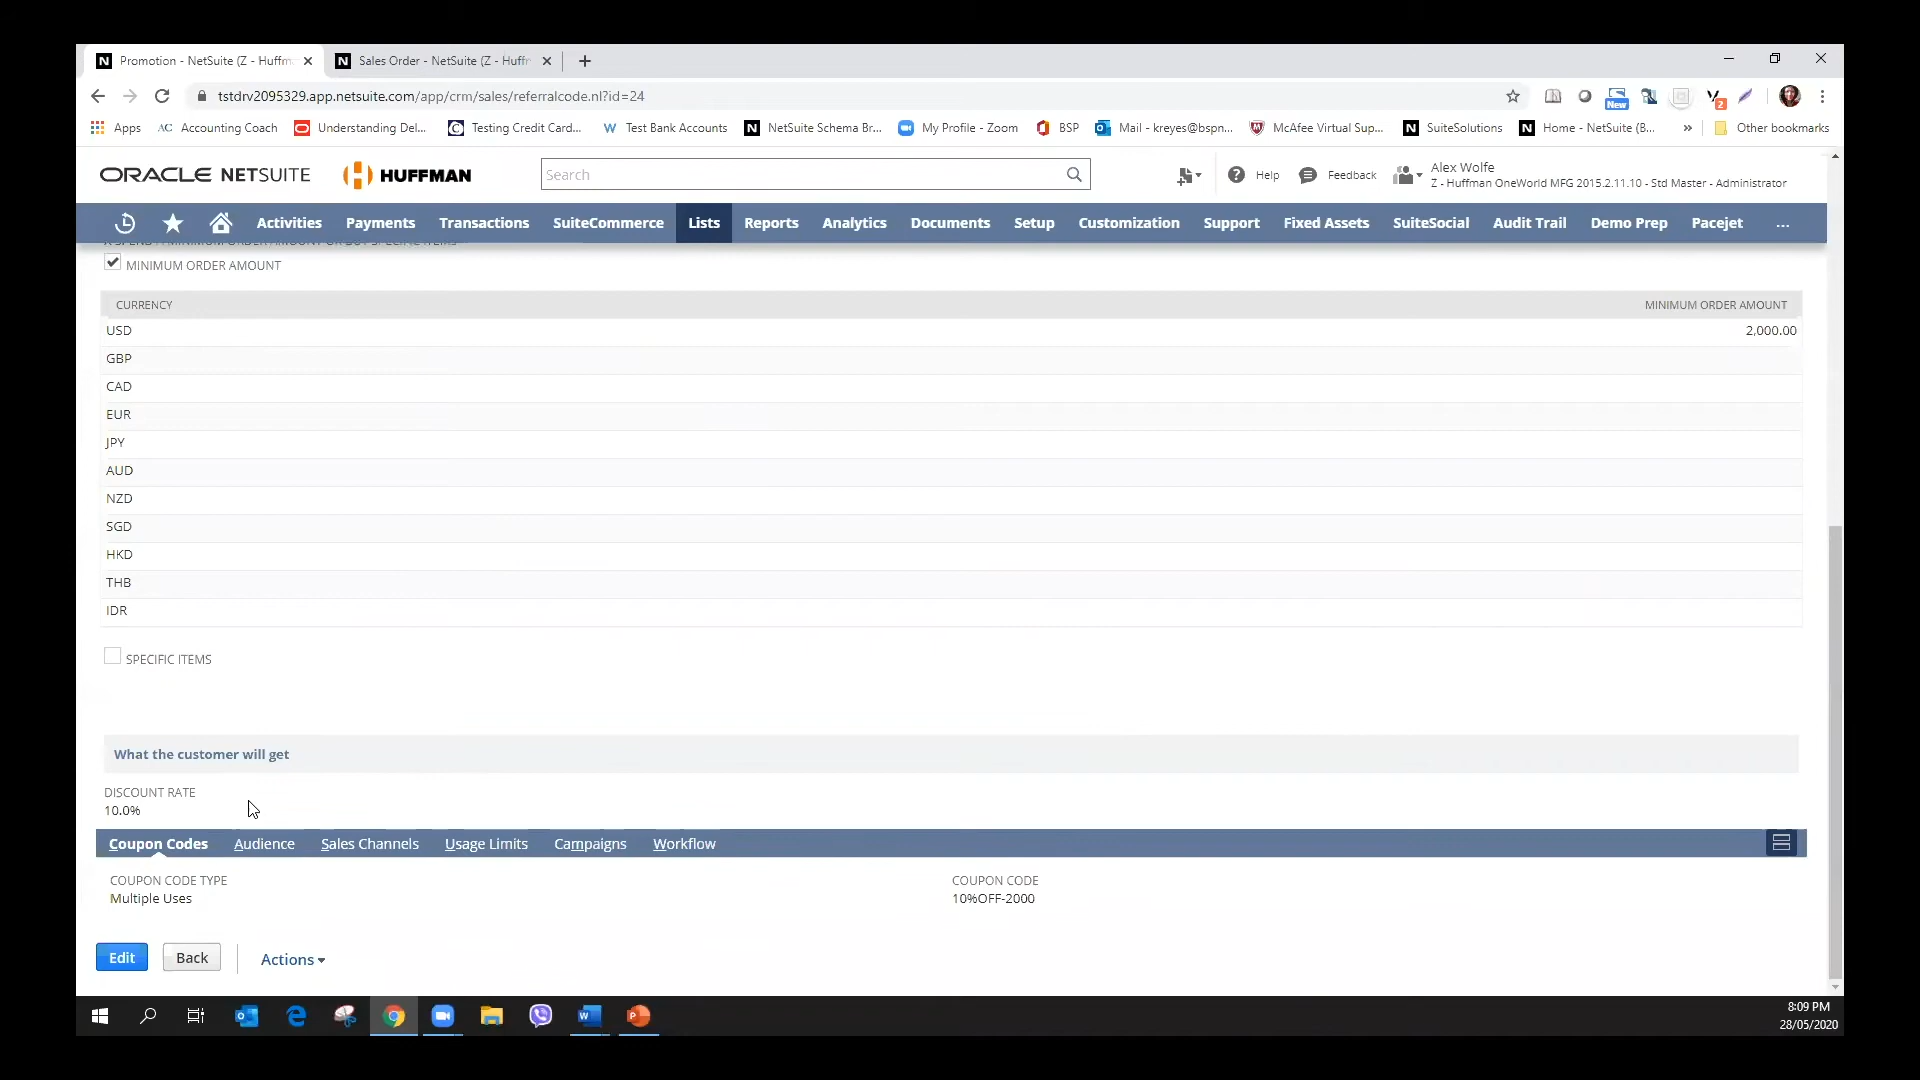 Promotion - NetSuite (Z - Huffm
Sales Order - NetSuite (Z - Huffr
tstdrv2095329.app.netsuite.com/app/crm/sales/referralcode.nl?id=24
New
2
Apps
AC Accounting Coach
Understanding Del...
Testing Credit Card...
Test Bank Accounts
NetSuite Schema Br...
My Profile - Zoom
BSP
Mail - kreyes@bspn...
McAfee Virtual Sup...
SuiteSolutions
Home - NetSuite (B...
»
Other bookmarks
ORACLE NETSUITE
HUFFMAN
Search
Help
Feedback
Alex Wolfe
Z - Huffman OneWorld MFG 2015.2.11.10 - Std Master - Administrator
Activities
Payments
Transactions
SuiteCommerce
Lists
Reports
Analytics
Documents
Setup
Customization
Support
Fixed Assets
SuiteSocial
Audit Trail
Demo Prep
Pacejet
...
MINIMUM ORDER AMOUNT
CURRENCY MINIMUM ORDER AMOUNT
USD 2,000.00
GBP
CAD
EUR
JPY
AUD
NZD
SGD
HKD
THB
IDR
SPECIFIC ITEMS
What the customer will get
DISCOUNT RATE
10.0%
Coupon Codes
Audience
Sales Channels
Usage Limits
Campaigns
Workflow
COUPON CODE TYPE
Multiple Uses
COUPON CODE
10%OFF-2000
Edit
Back
Actions
8:09 PM
28/05/2020